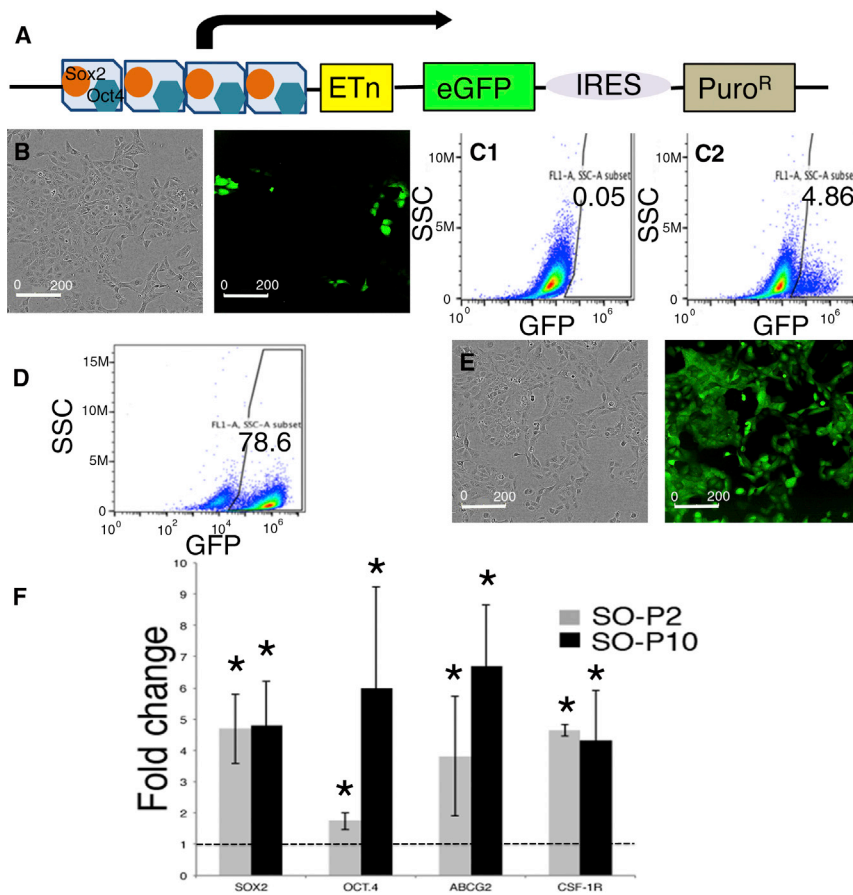 A
Sox2
Oct4
ETn
eGFP
IRES
Puro^R
B
0 200
0 200
C1
10M
5M
0
SSC
FL1-A, SSC-A subset
0.05
10^0 10^6
GFP
C2
10M
5M
0
SSC
FL1-A, SSC-A subset
4.86
10^0 10^6
GFP
D
15M
10M
5M
0
SSC
FL1-A, SSC-A subset
78.6
10^0 10^2 10^4 10^6
GFP
E
0 200
0 200
F
Fold change
10
9
8
7
6
5
4
3
2
1
0
* * * * * * * *
SO-P2
SO-P10
SOX2 OCT.4 ABCG2 CSF-1R